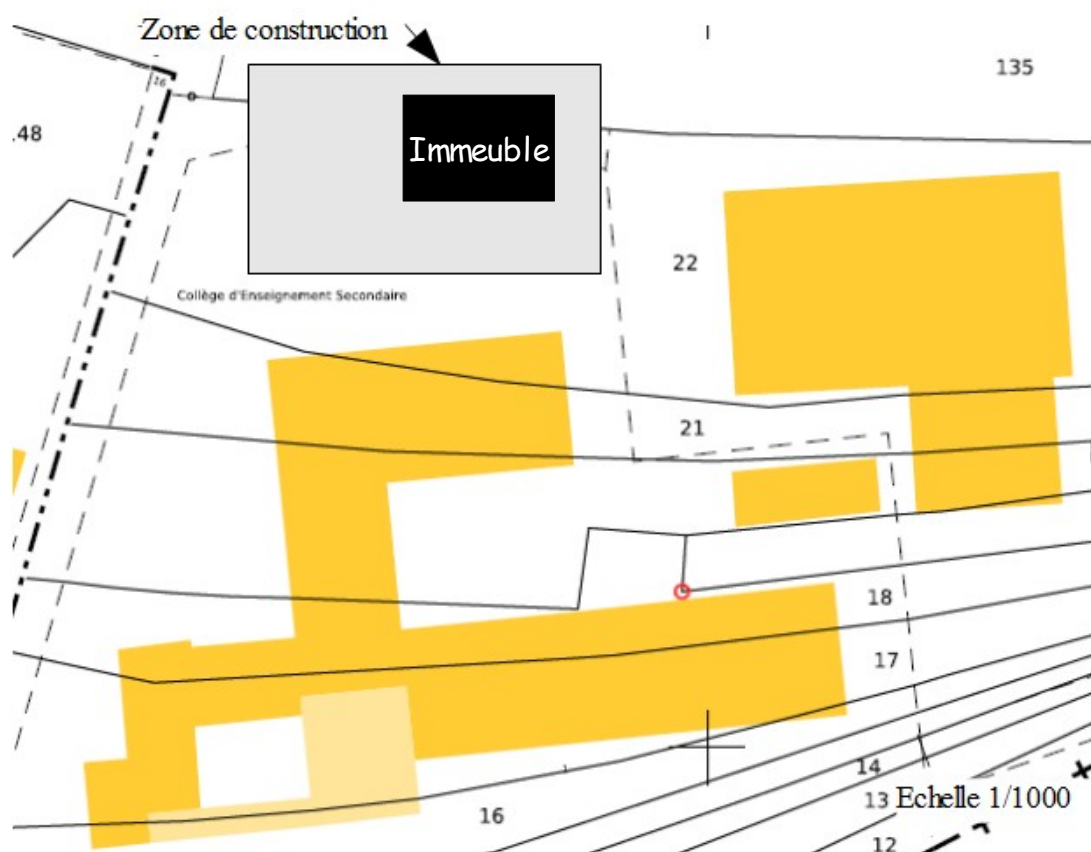 Zone de construction
135
16
.48
Immeuble
22
Collège d'Enseignement Secondaire
21
18
17
14
13 Echelle 1/1000
16
12